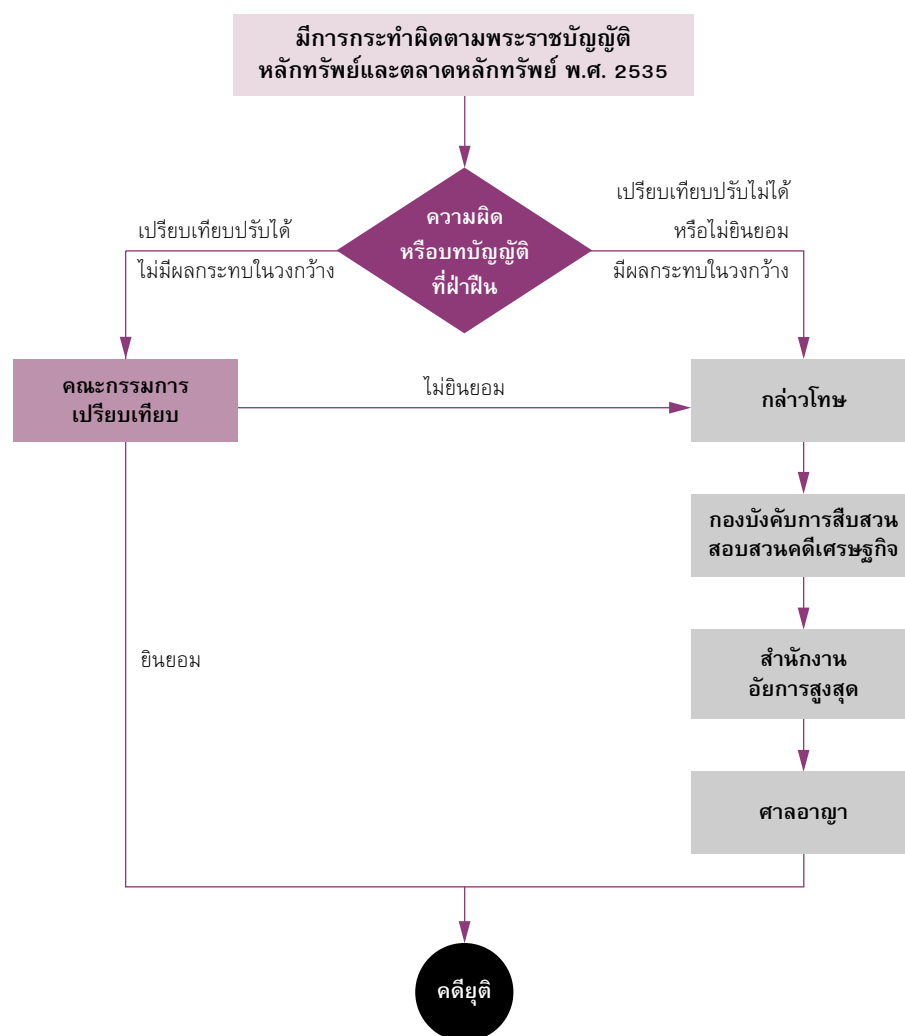 มีการกระทำผิดตามพระราชบัญญัติ
หลักทรัพย์และตลาดหลักทรัพย์ พ.ศ. 2535
ความผิด
หรือบทบัญญัติ
ที่ฝ่าฝืน
เปรียบเทียบปรับได้
ไม่มีผลกระทบในวงกว้าง
เปรียบเทียบปรับไม่ได้
หรือไม่ยินยอม
มีผลกระทบในวงกว้าง
คณะกรรมการ
เปรียบเทียบ
ไม่ยินยอม
กล่าวโทษ
กองบังคับการสืบสวน
สอบสวนคดีเศรษฐกิจ
ยินยอม
สำนักงาน
อัยการสูงสุด
ศาลอาญา
คดียุติ